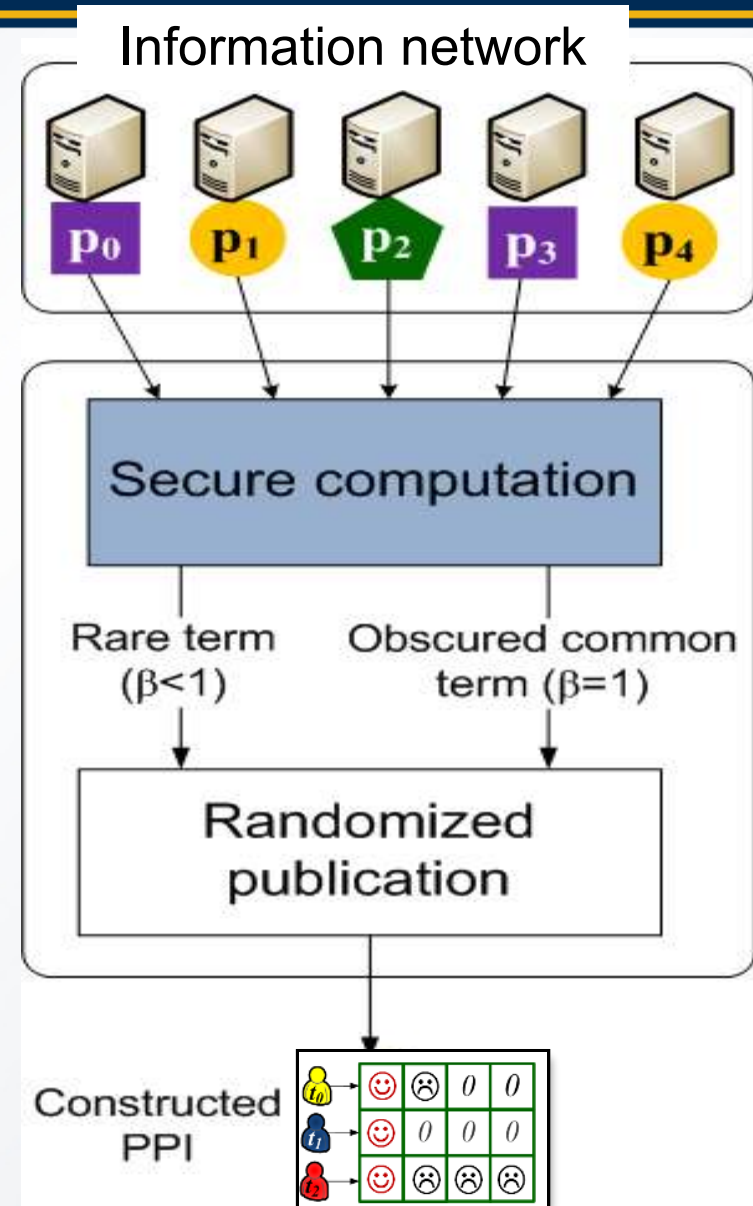 Information network
p0 p1 p2 p3 p4
Secure computation
Rare term
(β<1)
Obscured common
term (β=1)
Randomized
publication
Constructed
PPI
t0 0 0
t1 0 0 0
t2